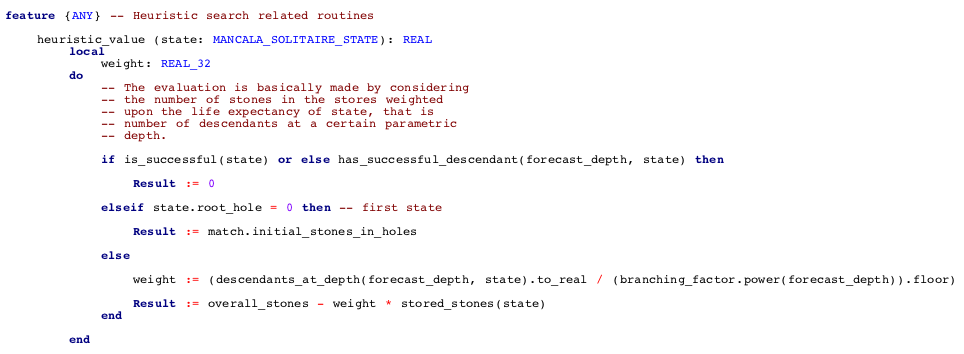 feature {ANY} -- Heuristic search related routines
heuristic_value (state: MANCALA_SOLITAIRE_STATE): REAL
local
weight: REAL_32
do
-- The evaluation is basically made by considering
-- the number of stones in the stores weighted
-- upon the life expectancy of state, that is
-- number of descendants at a certain parametric
-- depth.
if is_successful(state) or else has_successful_descendant(forecast_depth, state) then
Result := 0
elseif state.root_hole = 0 then -- first state
Result := match.initial_stones_in_holes
else
weight := (descendants_at_depth(forecast_depth, state).to_real / (branching_factor.power(forecast_depth)).floor)
Result := overall_stones - weight * stored_stones(state)
end
end